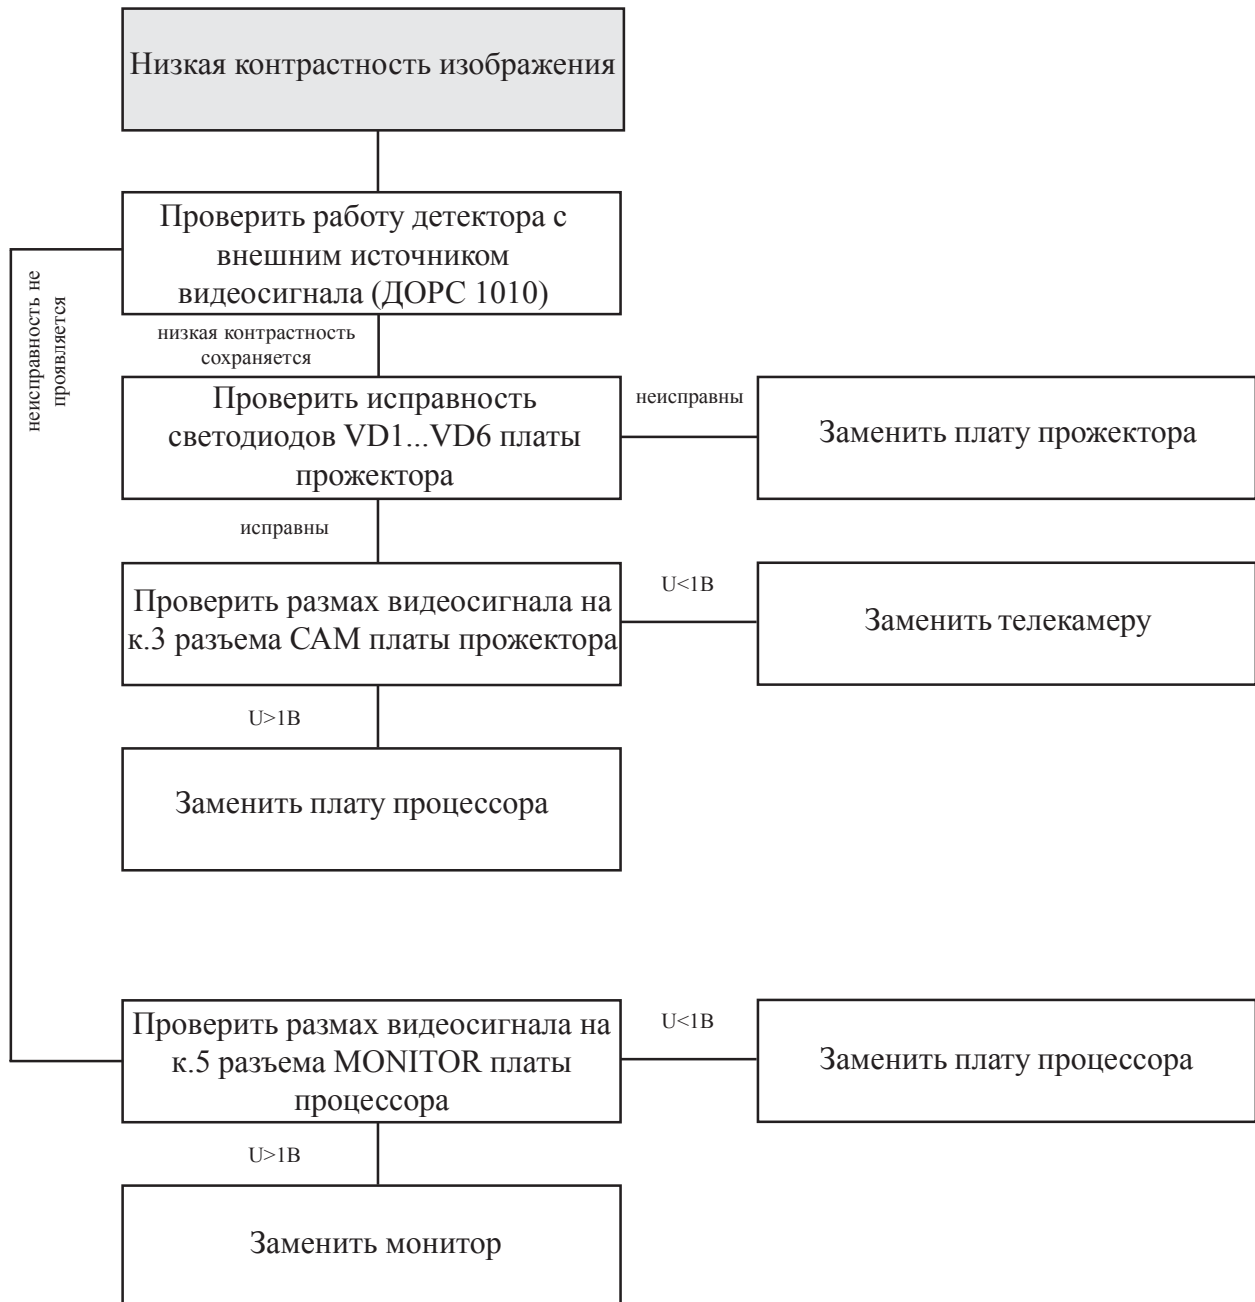 Низкая контрастность изображения
Проверить работу детектора с
внешним источником
видеосигнала (ДОРС 1010)
неисправность не
проявляется
низкая контрастность
сохраняется
Проверить исправность
светодиодов VD1...VD6 платы
прожектора
неисправны
Заменить плату прожектора
исправны
Проверить размах видеосигнала на
к.3 разъема CAM платы прожектора
U<1В
Заменить телекамеру
U>1В
Заменить плату процессора
Проверить размах видеосигнала на
к.5 разъема MONITOR платы
процессора
U<1В
Заменить плату процессора
U>1В
Заменить монитор